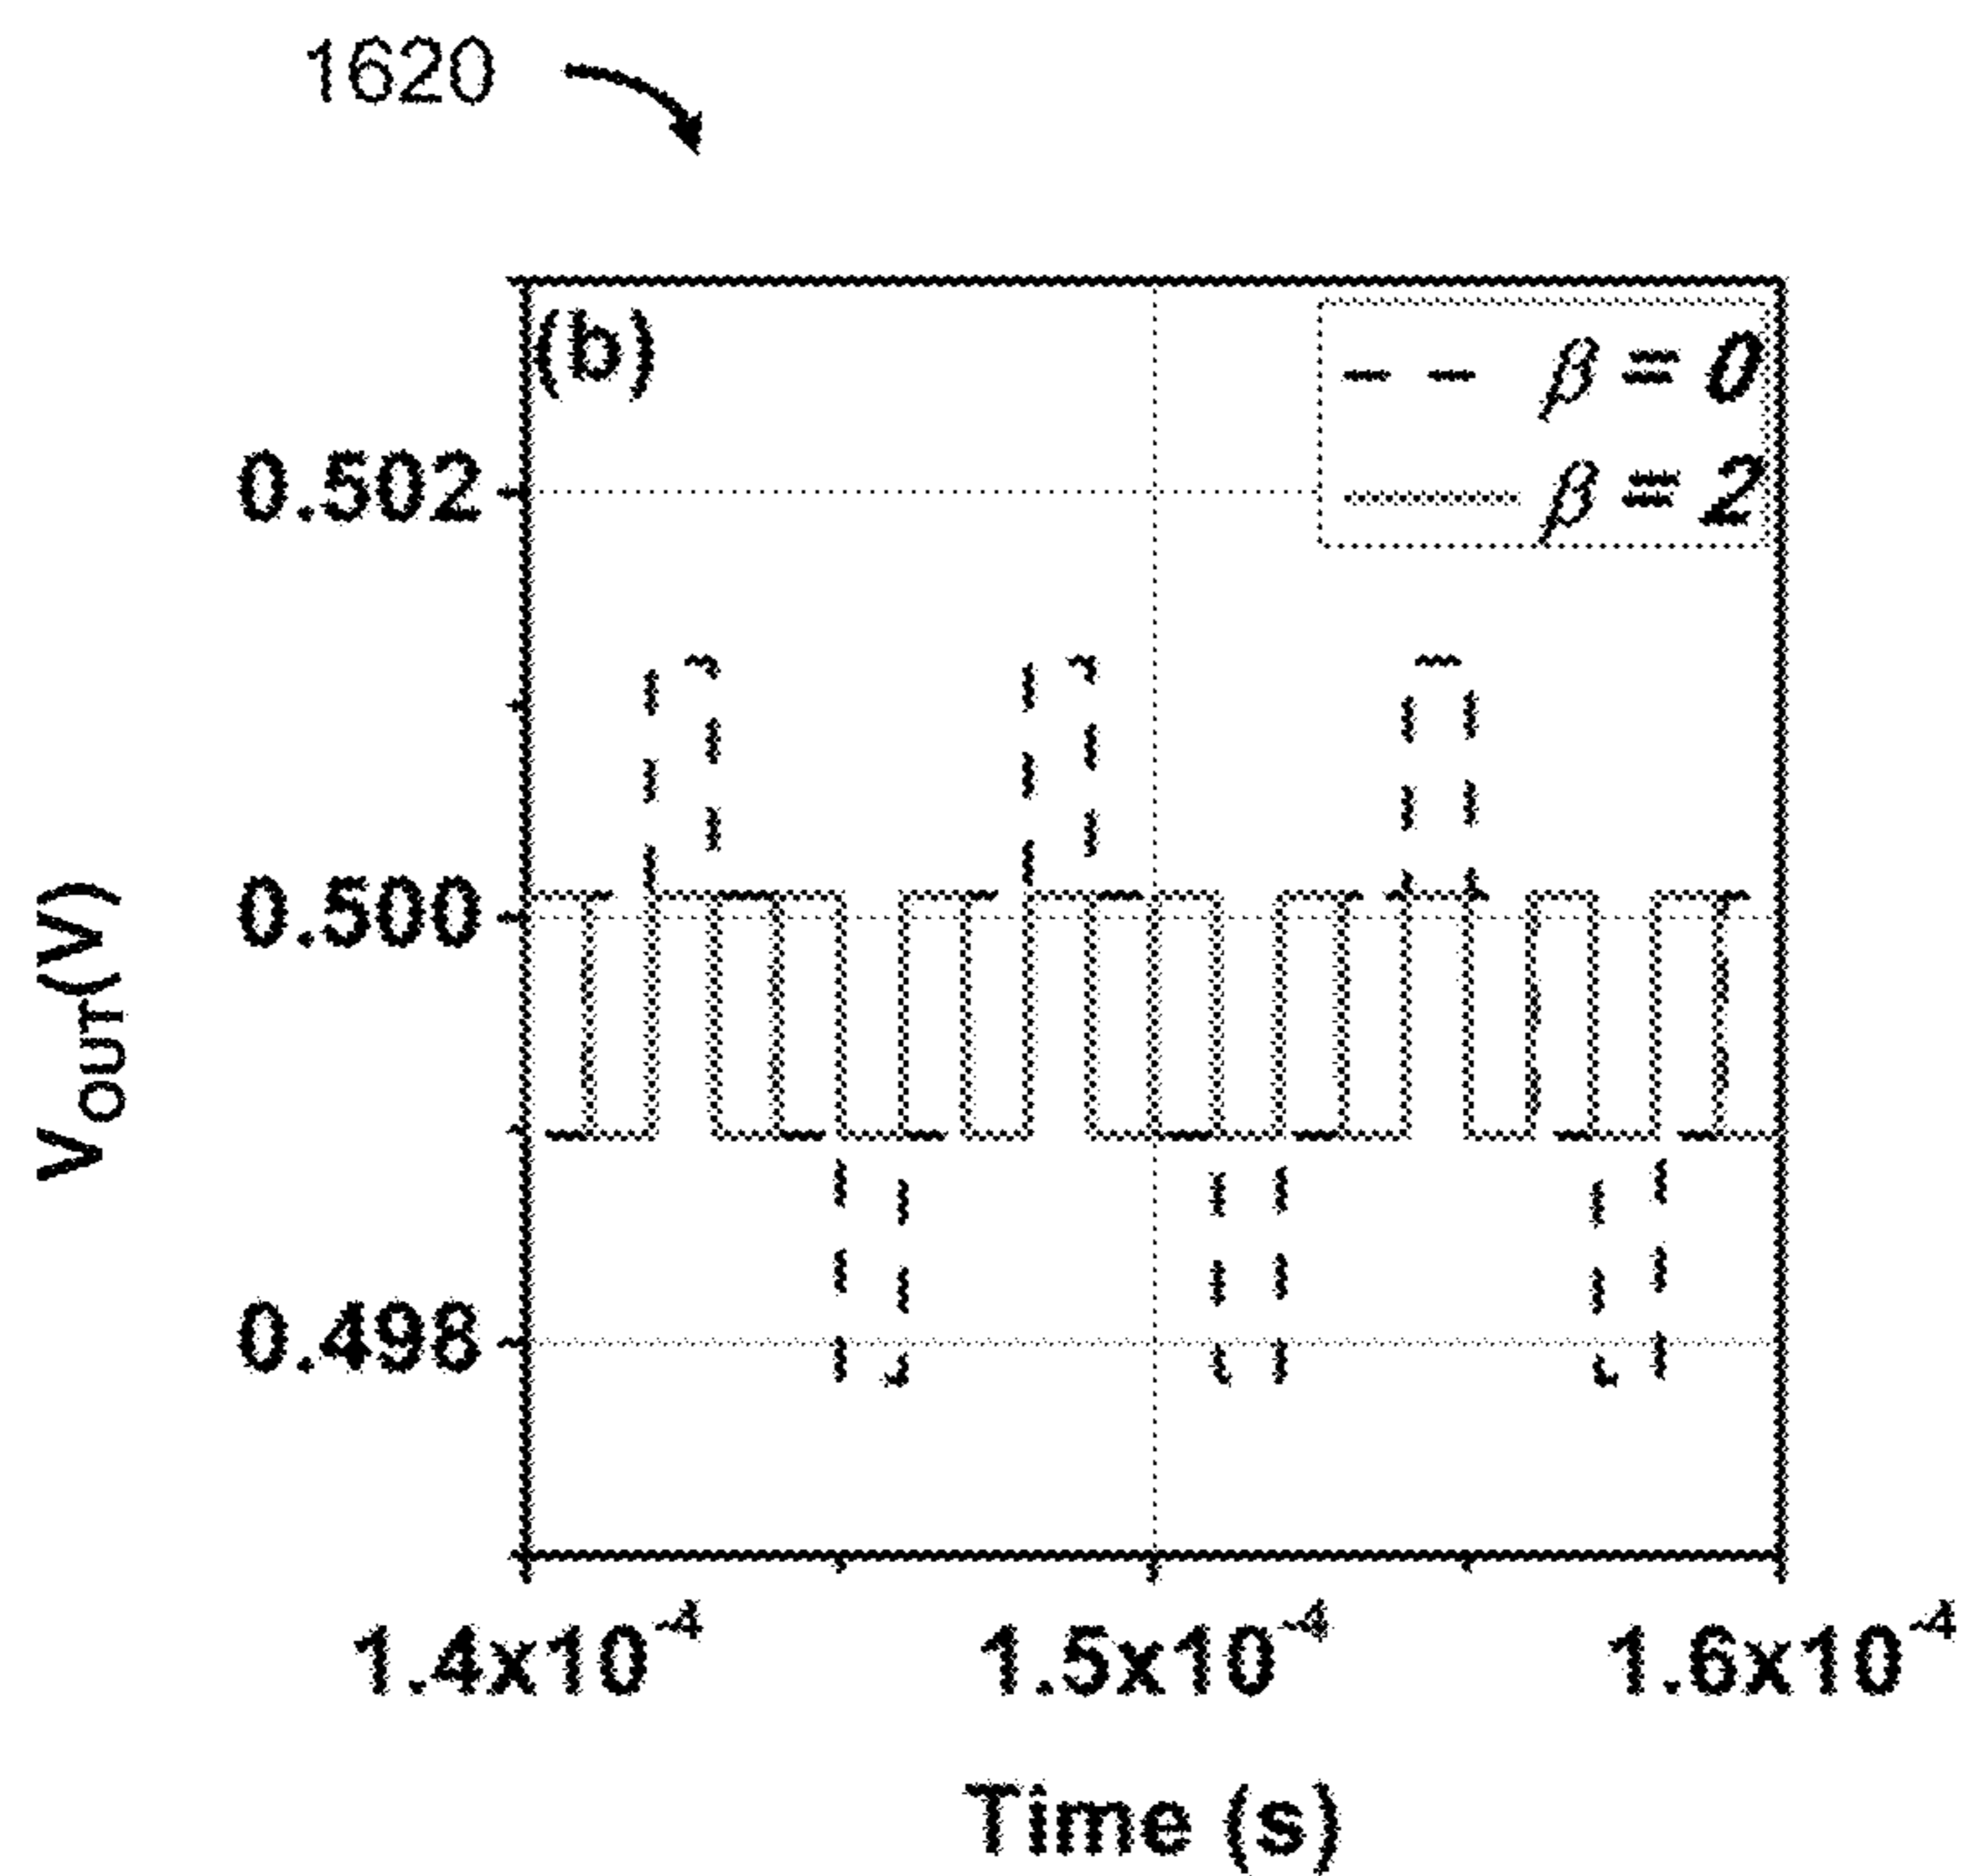 1620
(b)
β = 0
β = 2
0.502
0.500
0.498
VOUT(V)
1.4x10-4 1.5x10-4 1.6x10-4
Time (s)